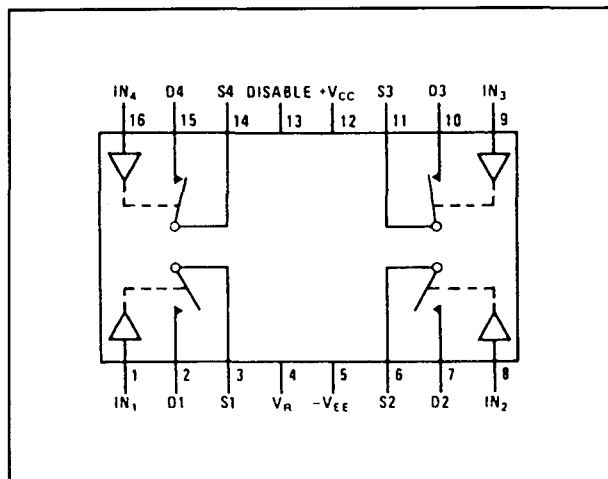 IN₄ D4 S4 DISABLE +VCC S3 D3 IN₃
16 15 14 13 12 11 10 9
1 2 3 4 5 6 7 8
IN₁ D1 S1 VR -VEE S2 D2 IN₂